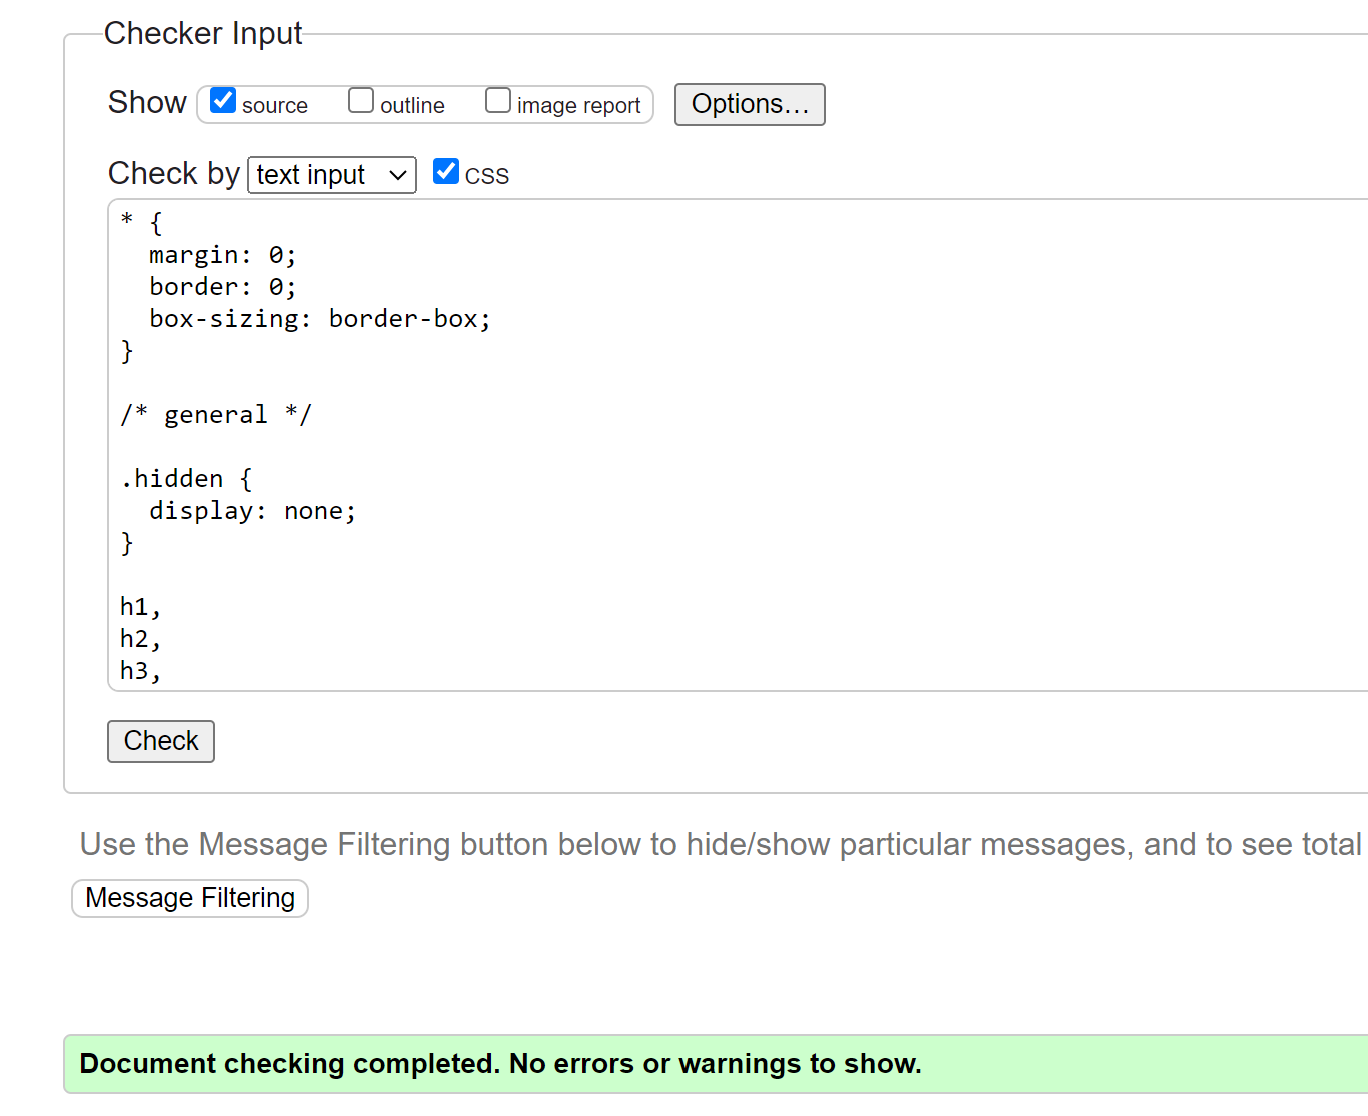 Checker Input
Show source outline image report Options...
Check by text input CSS
* {
  margin: 0;
  border: 0;
  box-sizing: border-box;
}
/* general */
.hidden {
  display: none;
}
h1,
h2,
h3,
Check
Use the Message Filtering button below to hide/show particular messages, and to see total
Message Filtering
Document checking completed. No errors or warnings to show.